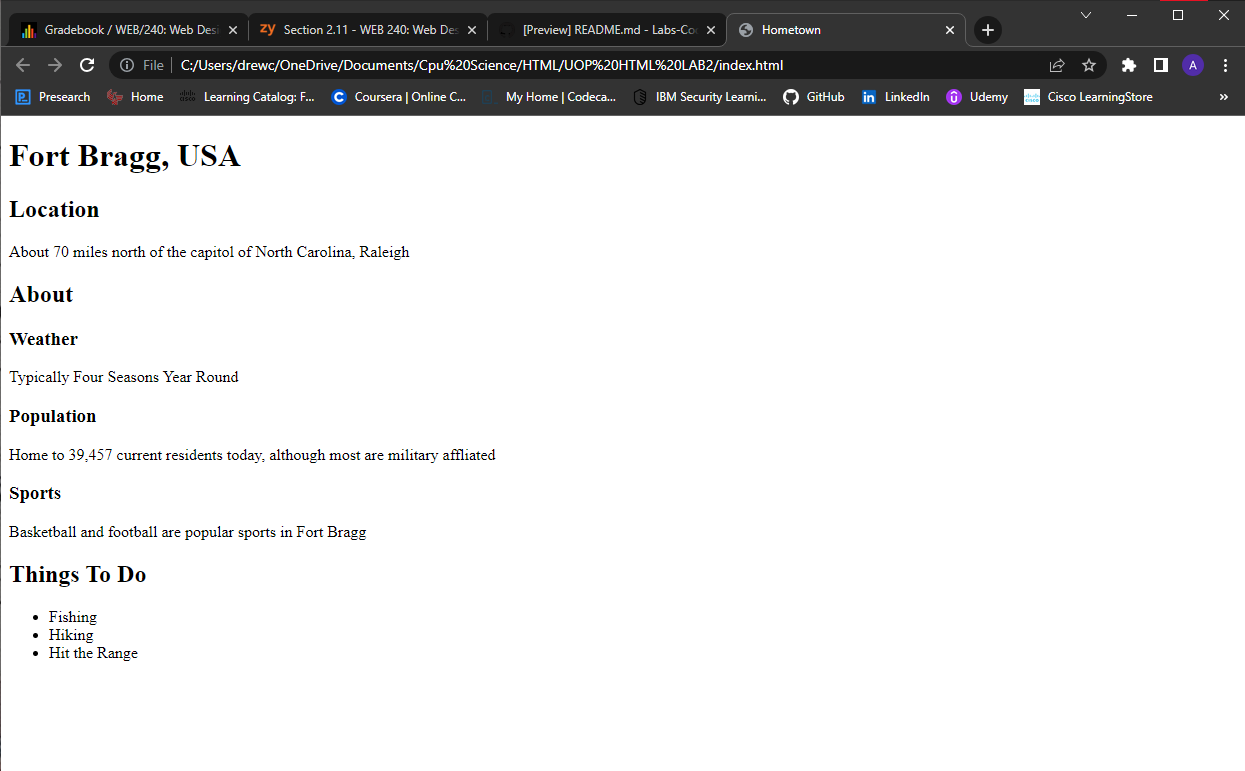 Gradebook / WEB/240: Web Desi
Section 2.11 - WEB 240: Web Des
[Preview] README.md - Labs-Co
Hometown
File
C:/Users/drewc/OneDrive/Documents/Cpu%20Science/HTML/UOP%20HTML%20LAB2/index.html
A
Presearch
Home
Learning Catalog: F...
Coursera | Online C...
My Home | Codeca...
IBM Security Learni...
GitHub
LinkedIn
Udemy
Cisco LearningStore
»
Fort Bragg, USA
Location
About 70 miles north of the capitol of North Carolina, Raleigh
About
Weather
Typically Four Seasons Year Round
Population
Home to 39,457 current residents today, although most are military affliated
Sports
Basketball and football are popular sports in Fort Bragg
Things To Do
• Fishing
• Hiking
• Hit the Range